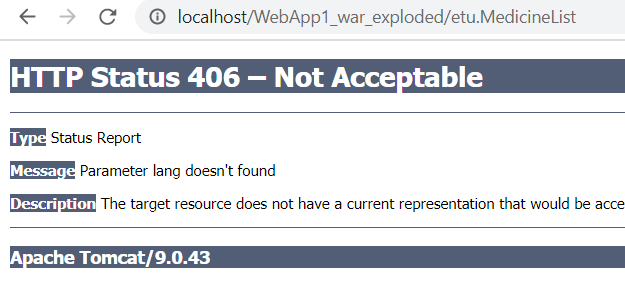 localhost/WebApp1_war_exploded/etu.MedicineList
HTTP Status 406 – Not Acceptable
Type Status Report
Message Parameter lang doesn't found
Description The target resource does not have a current representation that would be acce
Apache Tomcat/9.0.43